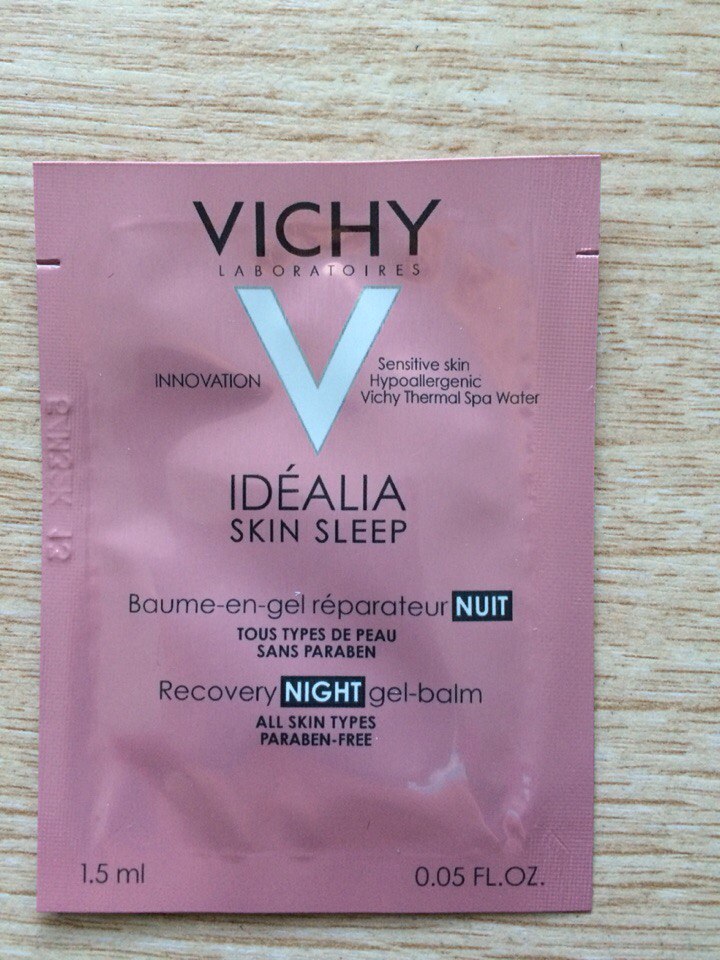 VICHY
LABORATOIRES
INNOVATION
Sensitive skin
Hypoallergenic
Vichy Thermal Spa Water
IDÉALIA
SKIN SLEEP
Baume-en-gel réparateur NUIT
TOUS TYPES DE PEAU
SANS PARABEN
Recovery NIGHT gel-balm
ALL SKIN TYPES
PARABEN-FREE
1.5 ml
0.05 FL.OZ.